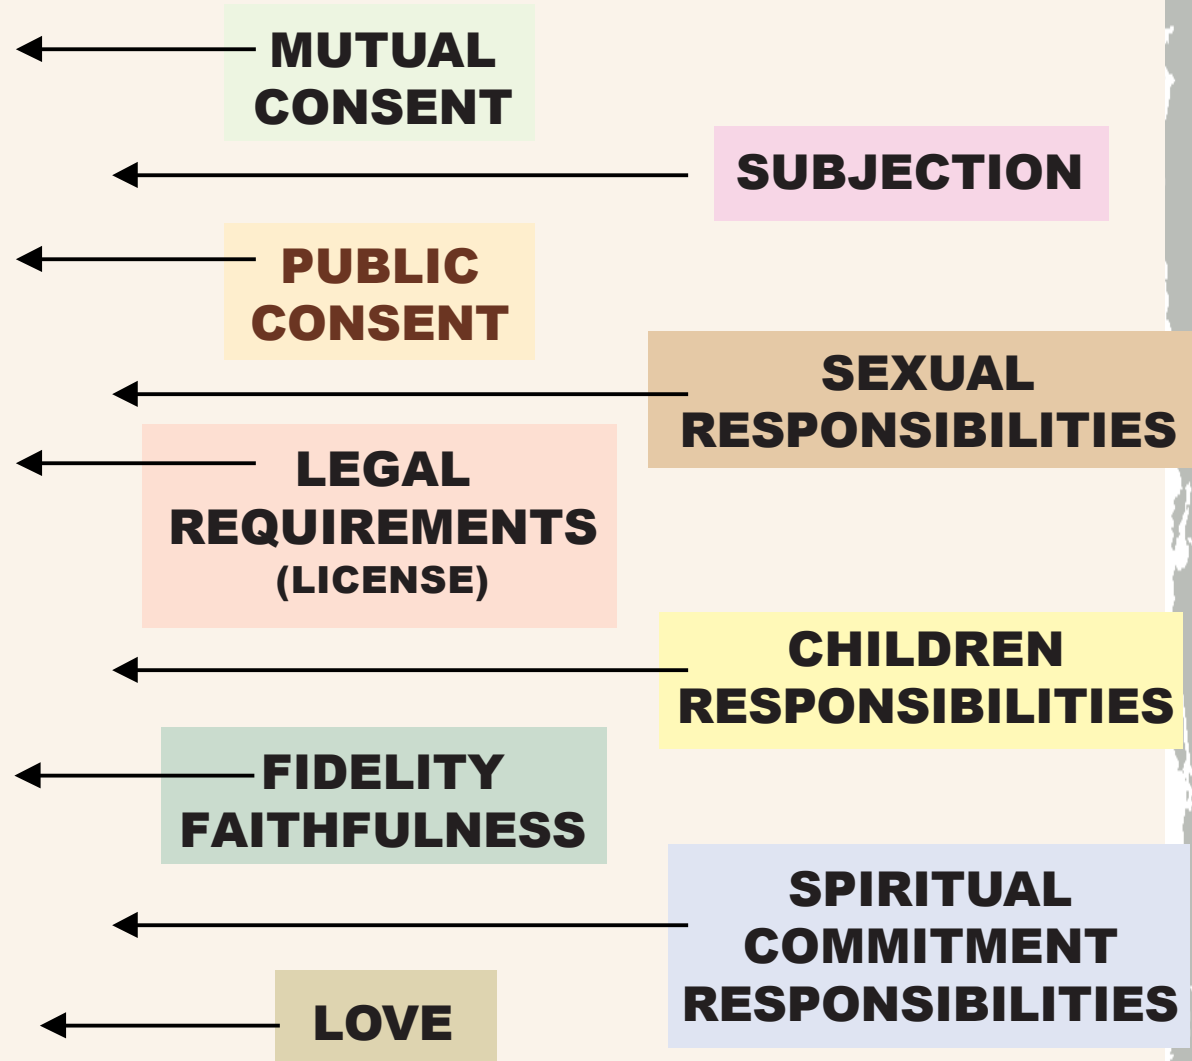 MUTUAL
CONSENT
SUBJECTION
PUBLIC
CONSENT
SEXUAL
RESPONSIBILITIES
LEGAL
REQUIREMENTS
(LICENSE)
CHILDREN
RESPONSIBILITIES
FIDELITY
FAITHFULNESS
SPIRITUAL
COMMITMENT
RESPONSIBILITIES
LOVE